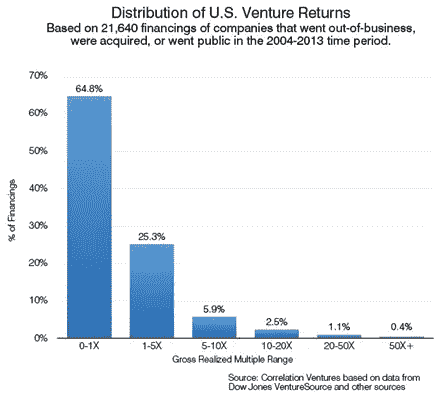 Distribution of U.S. Venture Returns
Based on 21,640 financings of companies that went out-of-business,
were acquired, or went public in the 2004-2013 time period.
70%
60%
50%
40%
30%
20%
10%
0%
% of Financings
64.8%
25.3%
5.9%
2.5%
1.1%
0.4%
0-1X
1-5X
5-10X
10-20X
20-50X
50X+
Gross Realized Multiple Range
Source: Correlation Ventures based on data from
Dow Jones VentureSource and other sources